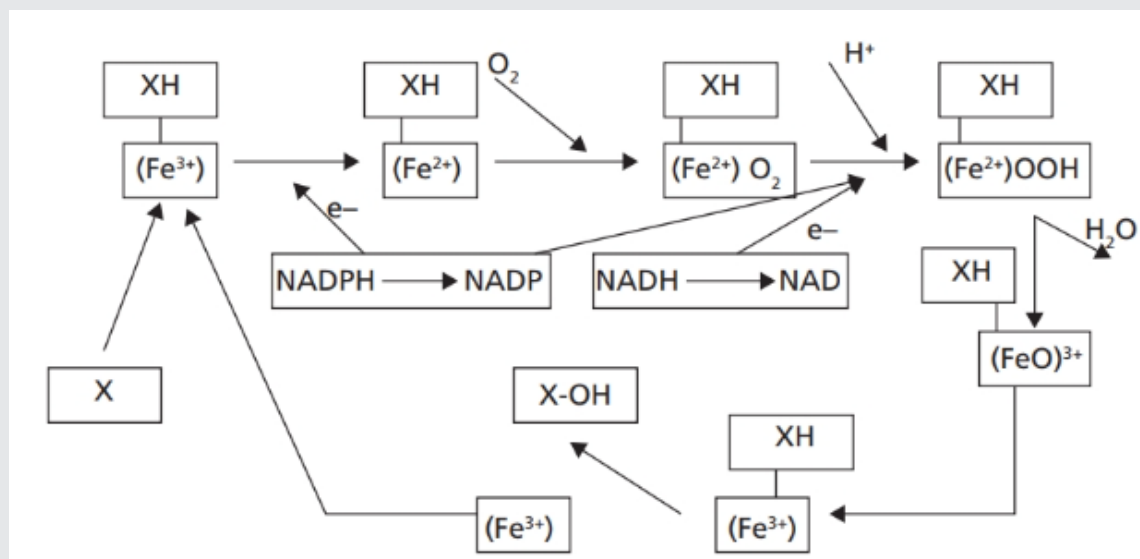 XH
XH
O₂
XH
H⁺
XH
(Fe³⁺)
(Fe²⁺)
(Fe²⁺) O₂
(Fe²⁺)OOH
e–
e–
H₂O
NADPH
NADP
NADH
NAD
XH
(FeO)³⁺
X
X-OH
XH
(Fe³⁺)
(Fe³⁺)